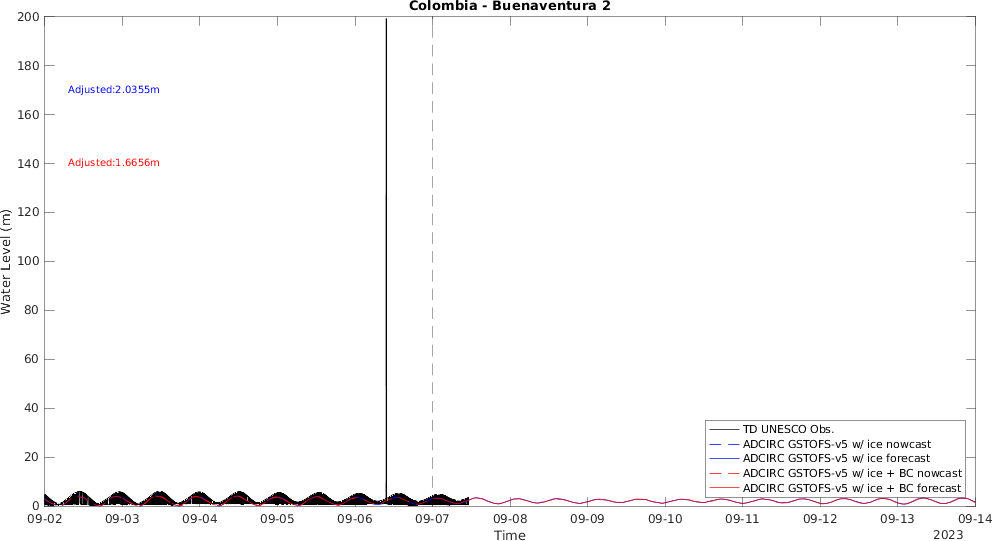 Colombia - Buenaventura 2
200
180
160
140
120
100
80
60
40
20
0
Water Level (m)
Adjusted:2.0355m
Adjusted:1.6656m
TD UNESCO Obs.
ADCIRC GSTOFS-v5 w/ ice nowcast
ADCIRC GSTOFS-v5 w/ ice forecast
ADCIRC GSTOFS-v5 w/ ice + BC nowcast
ADCIRC GSTOFS-v5 w/ ice + BC forecast
09-02 09-03 09-04 09-05 09-06 09-07 09-08 09-09 09-10 09-11 09-12 09-13 09-14
Time
2023